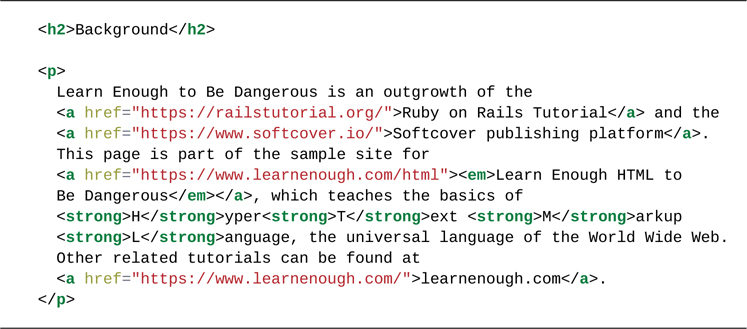 <h2>Background</h2>
<p>
Learn Enough to Be Dangerous is an outgrowth of the
<a href="https://railstutorial.org/">Ruby on Rails Tutorial</a> and the
<a href="https://www.softcover.io/">Softcover publishing platform</a>.
This page is part of the sample site for
<a href="https://www.learnenough.com/html"><em>Learn Enough HTML to
Be Dangerous</em></a>, which teaches the basics of
<strong>H</strong>yper<strong>T</strong>ext <strong>M</strong>arkup
<strong>L</strong>anguage, the universal language of the World Wide Web.
Other related tutorials can be found at
<a href="https://www.learnenough.com/">learnenough.com</a>.
</p>